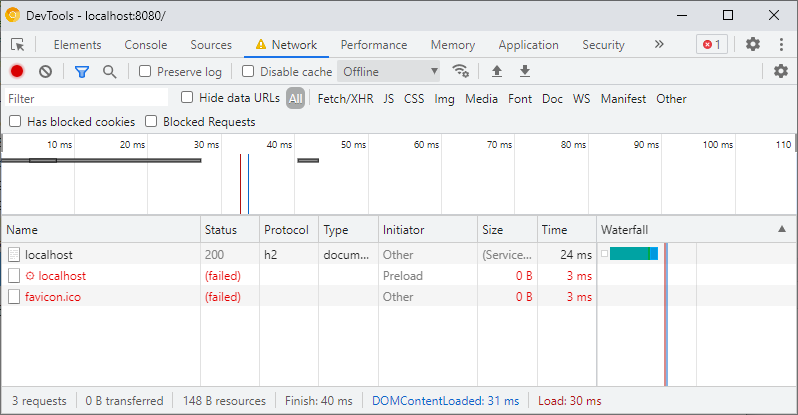 DevTools - localhost:8080/
Elements Console Sources Network Performance Memory Application Security » 1
Preserve log Disable cache Offline
Filter Hide data URLs All Fetch/XHR JS CSS Img Media Font Doc WS Manifest Other
Has blocked cookies Blocked Requests
10 ms 20 ms 30 ms 40 ms 50 ms 60 ms 70 ms 80 ms 90 ms 100 ms 110
Name Status Protocol Type Initiator Size Time Waterfall
localhost 200 h2 docum... Other (Service... 24 ms
localhost (failed) Preload 0 B 3 ms
favicon.ico (failed) Other 0 B 3 ms
3 requests 0 B transferred 148 B resources Finish: 40 ms DOMContentLoaded: 31 ms Load: 30 ms